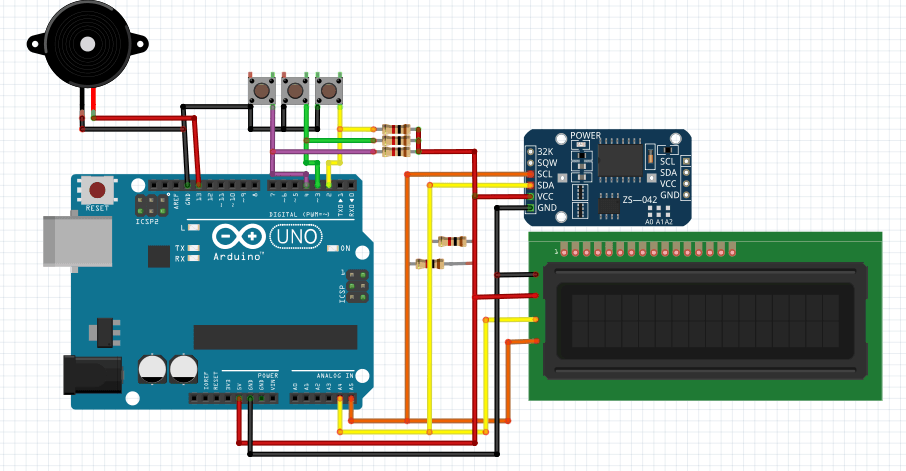 POWER
32K
SQW
SCL
SDA
VCC
GND
SCL
SDA
VCC
GND
ZS-042
A0 A1A2
RESET
ICSP2
AREF
GND
13
12
~11
~10
~9
8
7
~6
~5
4
~3
2
TXD▶1
RXD◀0
DIGITAL (PWM=~)
L
TX
RX
Arduino™
UNO
ON
ICSP
1
1
IOREF
RESET
3V3
5V
GND
GND
VIN
POWER
A0
A1
A2
A3
A4
A5
ANALOG IN